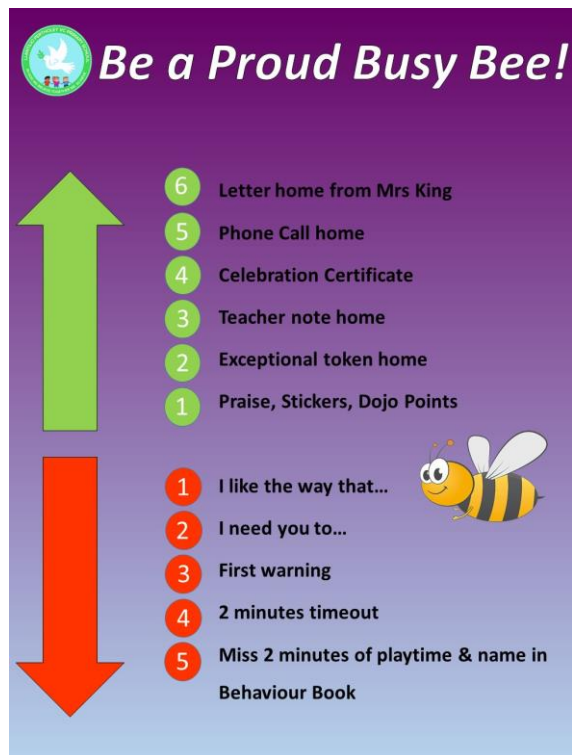 Be a Proud Busy Bee!
6 Letter home from Mrs King
5 Phone Call home
4 Celebration Certificate
3 Teacher note home
2 Exceptional token home
1 Praise, Stickers, Dojo Points
1 I like the way that...
2 I need you to...
3 First warning
4 2 minutes timeout
5 Miss 2 minutes of playtime & name in
Behaviour Book